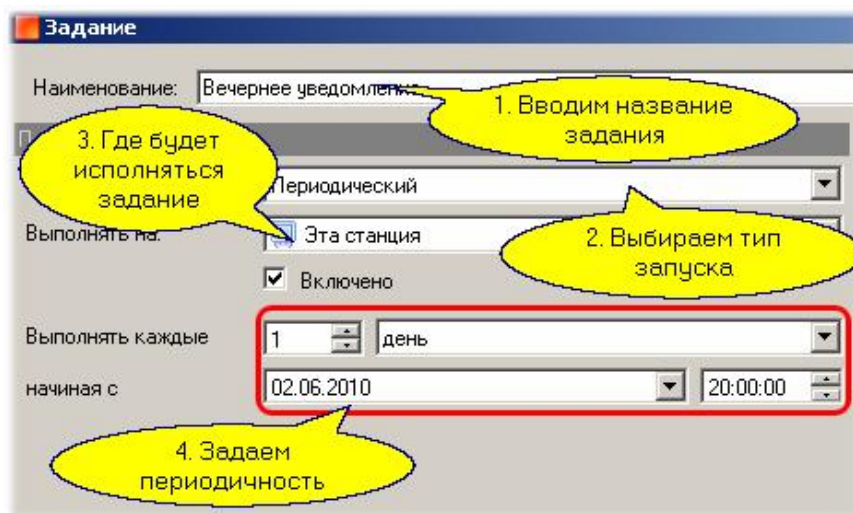 Задание
Наименование: Вечернее уведомление
1. Вводим название
задания
3. Где будет
исполняться
задание
Периодический
Выполнять на: Эта станция
2. Выбираем тип
запуска
Включено
Выполнять каждые 1 день
начиная с 02.06.2010 20:00:00
4. Задаем
периодичность